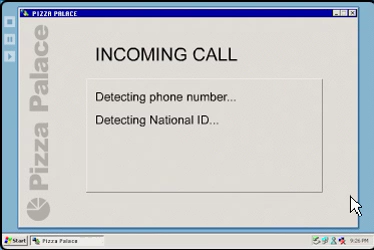 PIZZA PALACE
Pizza Palace
INCOMING CALL
Detecting phone number...
Detecting National ID...
Start
Pizza Palace
9:26 PM